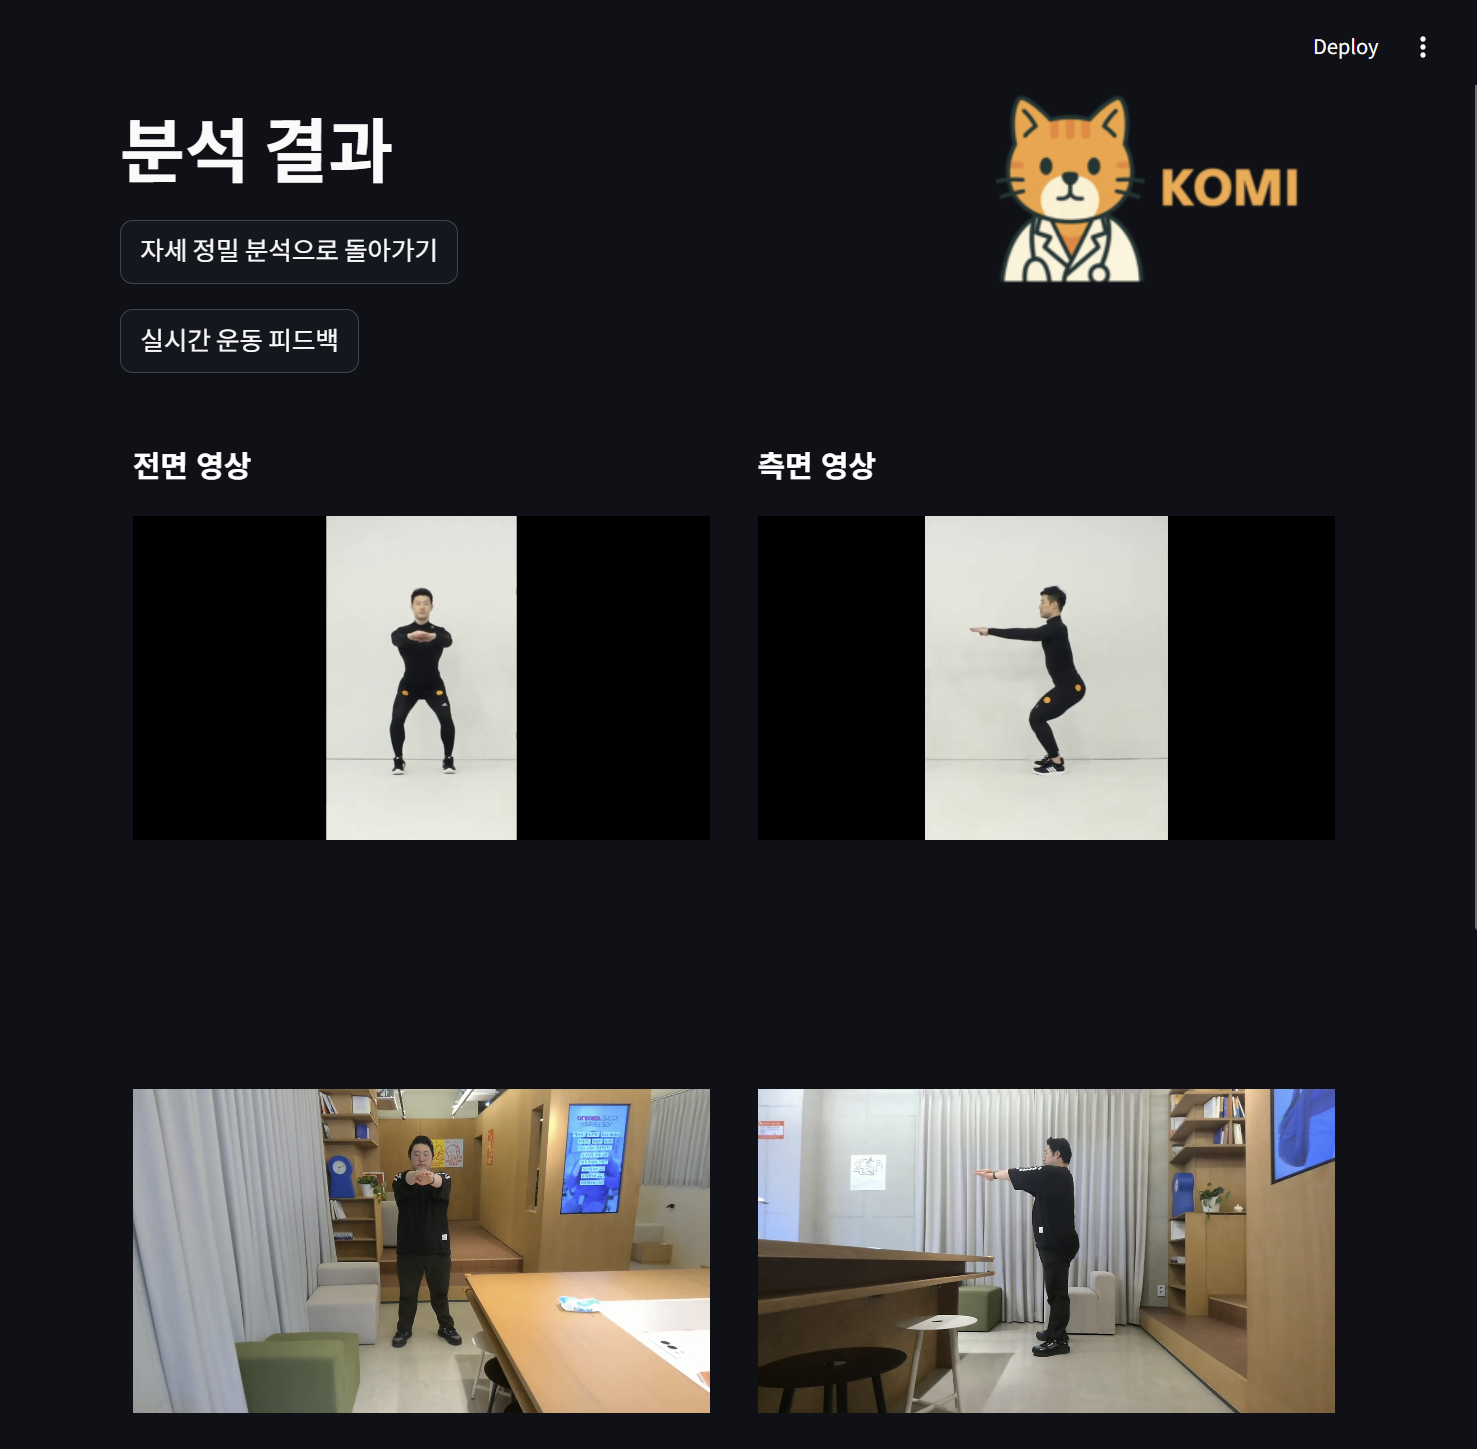 Deploy
분석 결과
KOMI
자세 정밀 분석으로 돌아가기
실시간 운동 피드백
전면 영상
측면 영상